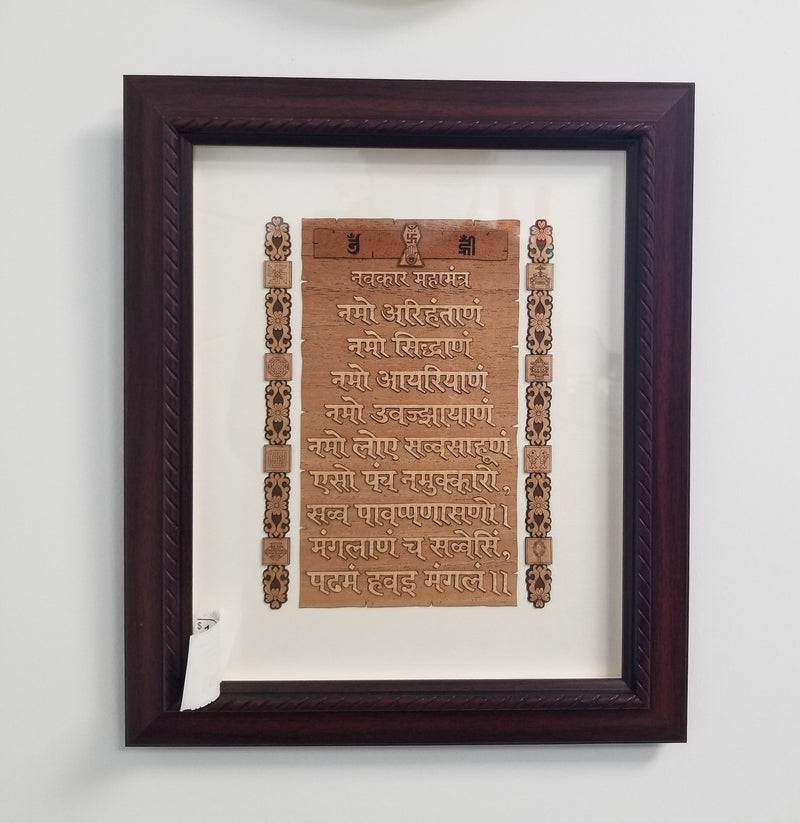 ॐ ह्रीँ
नवकार महामंत्र
नमो अरिहंताणं
नमो सिद्धाणं
नमो आयरियाणं
नमो उवज्झायाणं
नमो लोए सव्वसाहूणं
एसो पंच नमुक्कारो,
सव्व पावप्पणासणो।
मंगलाणं च सव्वेसिं,
पढमं हवइ मंगलं।।
$